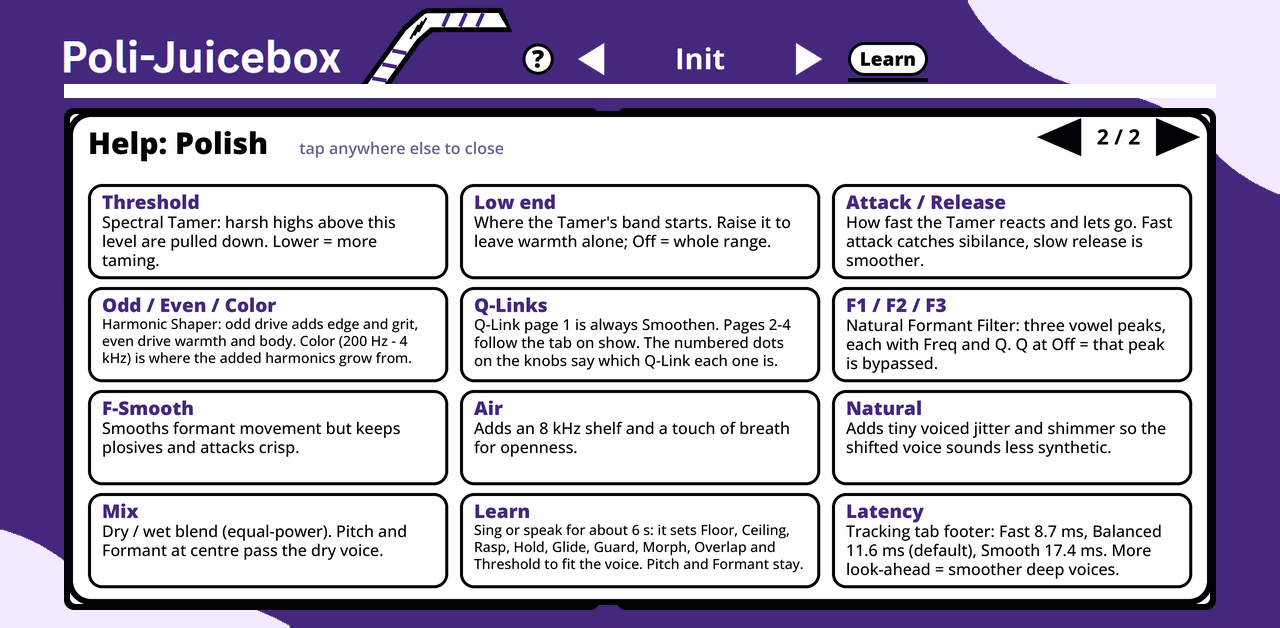 Poli-Juicebox
?
Init
Learn
Help: Polish
tap anywhere else to close
2 / 2
Threshold
Spectral Tamer: harsh highs above this
level are pulled down. Lower = more
taming.
Low end
Where the Tamer's band starts. Raise it to
leave warmth alone; Off = whole range.
Attack / Release
How fast the Tamer reacts and lets go. Fast
attack catches sibilance, slow release is
smoother.
Odd / Even / Color
Harmonic Shaper: odd drive adds edge and grit,
even drive warmth and body. Color (200 Hz - 4
kHz) is where the added harmonics grow from.
Q-Links
Q-Link page 1 is always Smoothen. Pages 2-4
follow the tab on show. The numbered dots
on the knobs say which Q-Link each one is.
F1 / F2 / F3
Natural Formant Filter: three vowel peaks,
each with Freq and Q. Q at Off = that peak
is bypassed.
F-Smooth
Smooths formant movement but keeps
plosives and attacks crisp.
Air
Adds an 8 kHz shelf and a touch of breath
for openness.
Natural
Adds tiny voiced jitter and shimmer so the
shifted voice sounds less synthetic.
Mix
Dry / wet blend (equal-power). Pitch and
Formant at centre pass the dry voice.
Learn
Sing or speak for about 6 s: it sets Floor, Ceiling,
Rasp, Hold, Glide, Guard, Morph, Overlap and
Threshold to fit the voice. Pitch and Formant stay.
Latency
Tracking tab footer: Fast 8.7 ms, Balanced
11.6 ms (default), Smooth 17.4 ms. More
look-ahead = smoother deep voices.